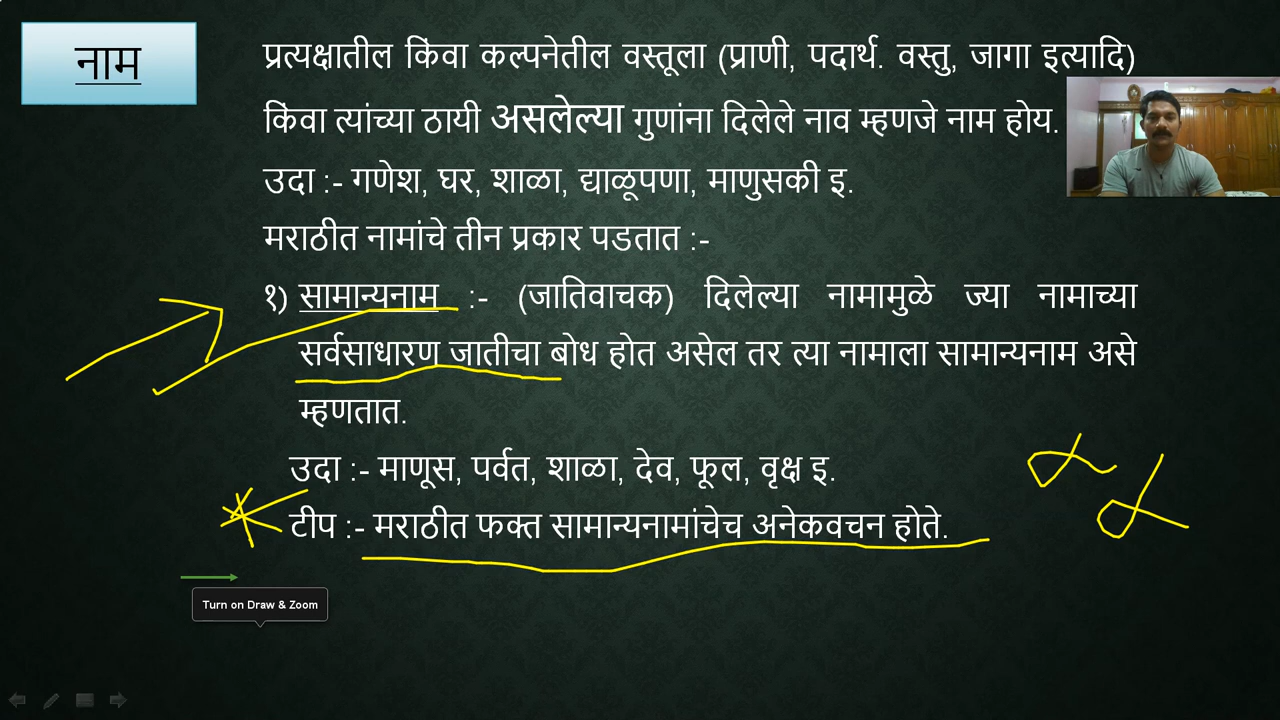 नाम
प्रत्यक्षातील किंवा कल्पनेतील वस्तूला (प्राणी, पदार्थ. वस्तु, जागा इत्यादि)
किंवा त्यांच्या ठायी असलेल्या गुणांना दिलेले नाव म्हणजे नाम होय.
उदा :- गणेश, घर, शाळा, द्याळूपणा, माणुसकी इ.
मराठीत नामांचे तीन प्रकार पडतात :-
१) सामान्यनाम :- (जातिवाचक) दिलेल्या नामामुळे ज्या नामाच्या
सर्वसाधारण जातीचा बोध होत असेल तर त्या नामाला सामान्यनाम असे
म्हणतात.
उदा :- माणूस, पर्वत, शाळा, देव, फूल, वृक्ष इ.
टीप :- मराठीत फक्त सामान्यनामांचेच अनेकवचन होते.
Turn on Draw & Zoom